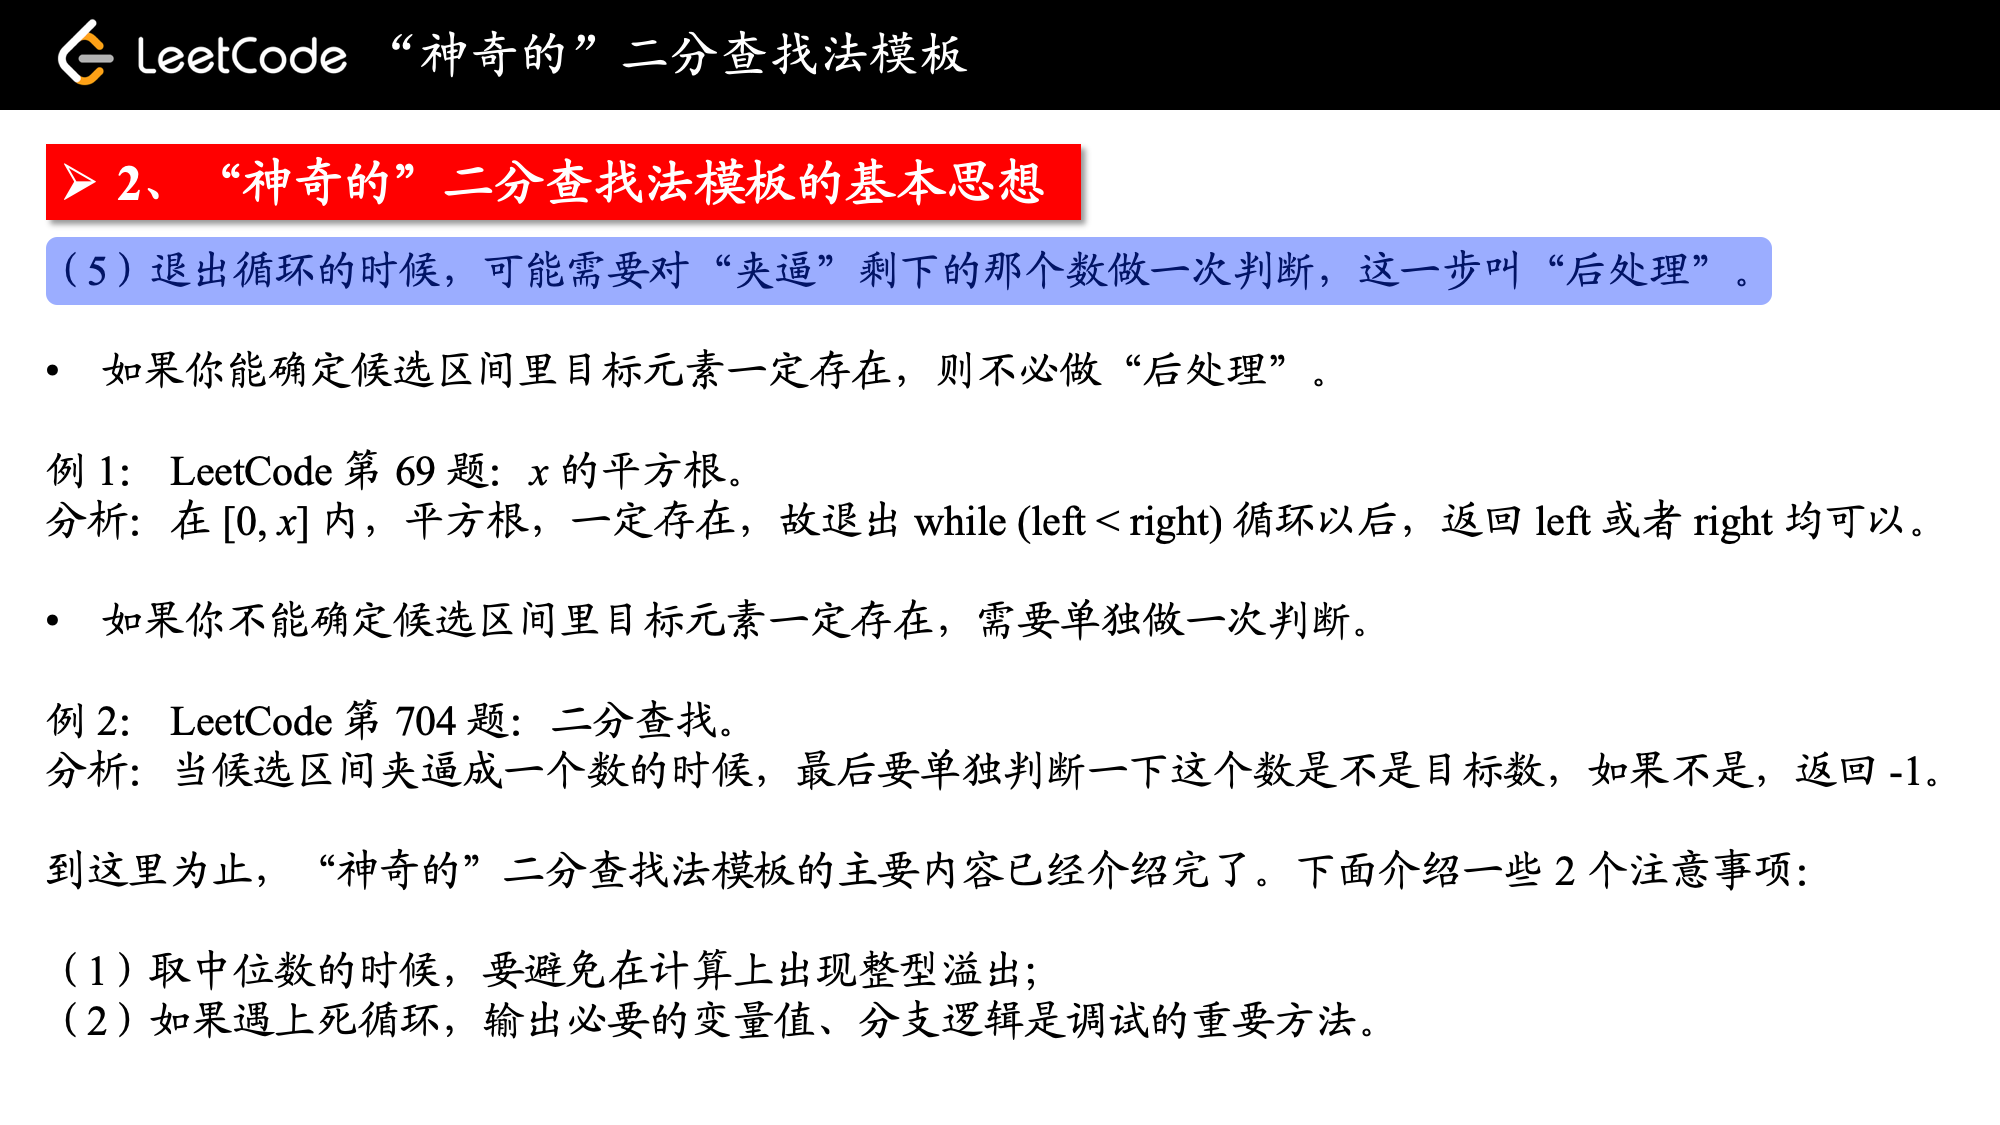 LeetCode “神奇的”二分查找法模板
➢ 2、“神奇的”二分查找法模板的基本思想
（5）退出循环的时候，可能需要对“夹逼”剩下的那个数做一次判断，这一步叫“后处理”。
• 如果你能确定候选区间里目标元素一定存在，则不必做“后处理”。
例 1： LeetCode 第 69 题：x 的平方根。
分析：在 [0, x] 内，平方根，一定存在，故退出 while (left < right) 循环以后，返回 left 或者 right 均可以。
• 如果你不能确定候选区间里目标元素一定存在，需要单独做一次判断。
例 2： LeetCode 第 704 题：二分查找。
分析：当候选区间夹逼成一个数的时候，最后要单独判断一下这个数是不是目标数，如果不是，返回 -1。
到这里为止，“神奇的”二分查找法模板的主要内容已经介绍完了。下面介绍一些 2 个注意事项：
（1）取中位数的时候，要避免在计算上出现整型溢出；
（2）如果遇上死循环，输出必要的变量值、分支逻辑是调试的重要方法。